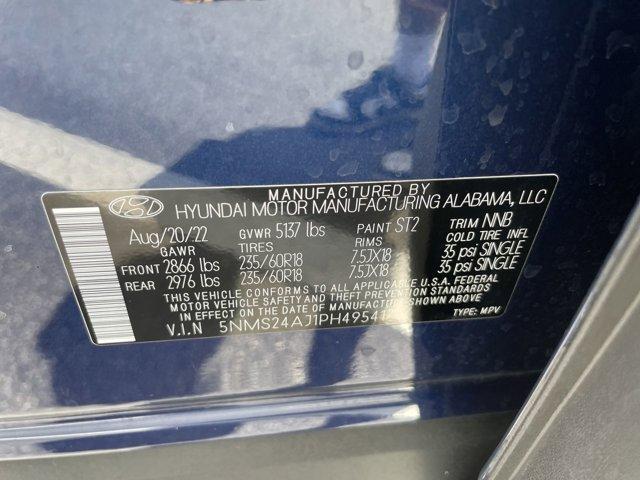 MANUFACTURED BY
HYUNDAI MOTOR MANUFACTURING ALABAMA, LLC
Aug/20/22 GVWR 5137 lbs PAINT ST2 TRIM NNB
GAWR TIRES RIMS COLD TIRE INFL
FRONT 2866 lbs 235/60R18 7.5JX18 35 psi SINGLE
REAR 2976 lbs 235/60R18 7.5JX18 35 psi SINGLE
THIS VEHICLE CONFORMS TO ALL APPLICABLE U.S.A. FEDERAL
MOTOR VEHICLE SAFETY AND THEFT PREVENTION STANDARDS
IN EFFECT ON THE DATE OF MANUFACTURE SHOWN ABOVE.
V.I.N
TYPE: MPV